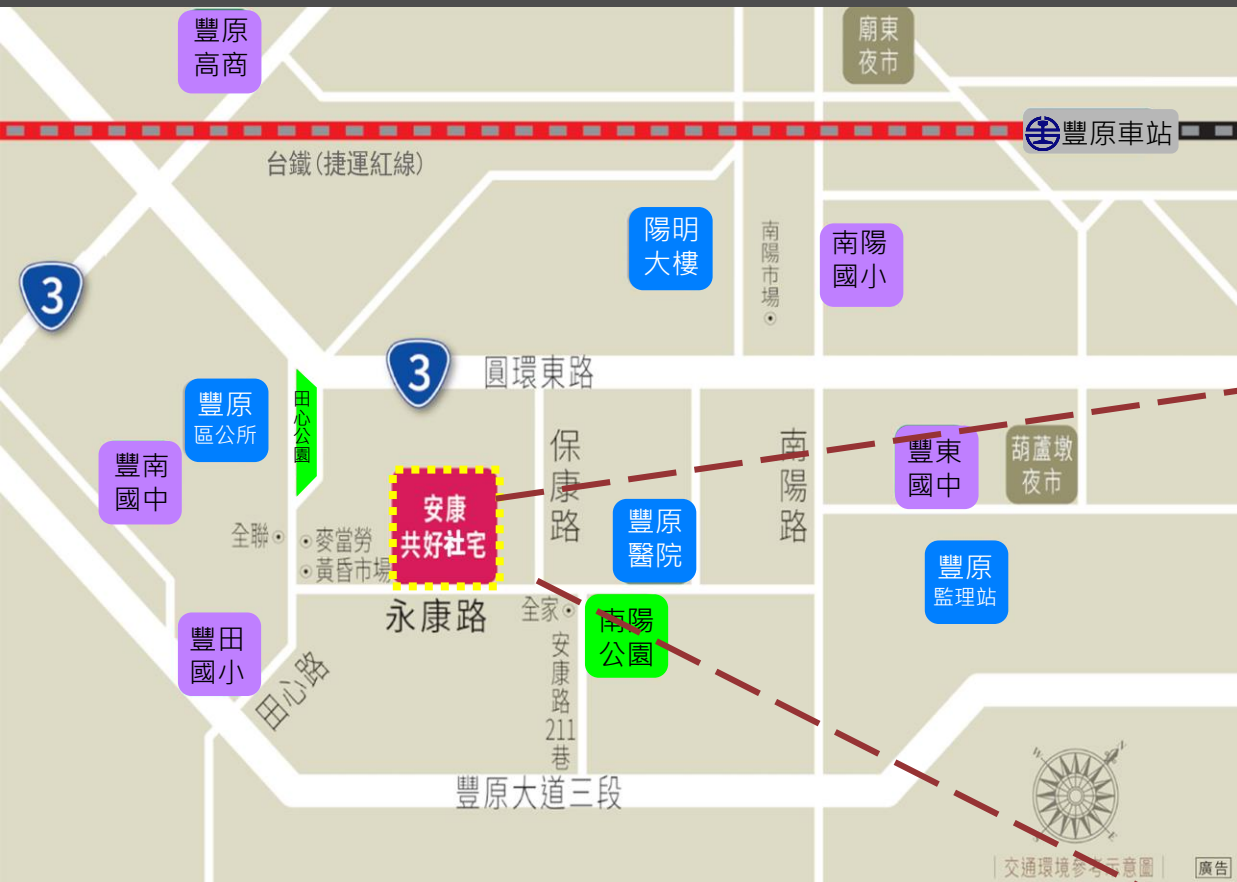 豐原
高商
廟東
夜市
豐原車站
台鐵(捷運紅線)
陽明
大樓
南陽市場
南陽
國小
3
3
圓環東路
豐原
區公所
田心公園
豐南
國中
保康路
南陽路
豐東
國中
葫蘆墩
夜市
安康
共好社宅
全聯
麥當勞
黃昏市場
豐原
醫院
豐原
監理站
永康路
全家
南陽
公園
豐田
國小
田心路
安康路211巷
豐原大道三段
N
W
S
E
交通環境參考示意圖
廣告